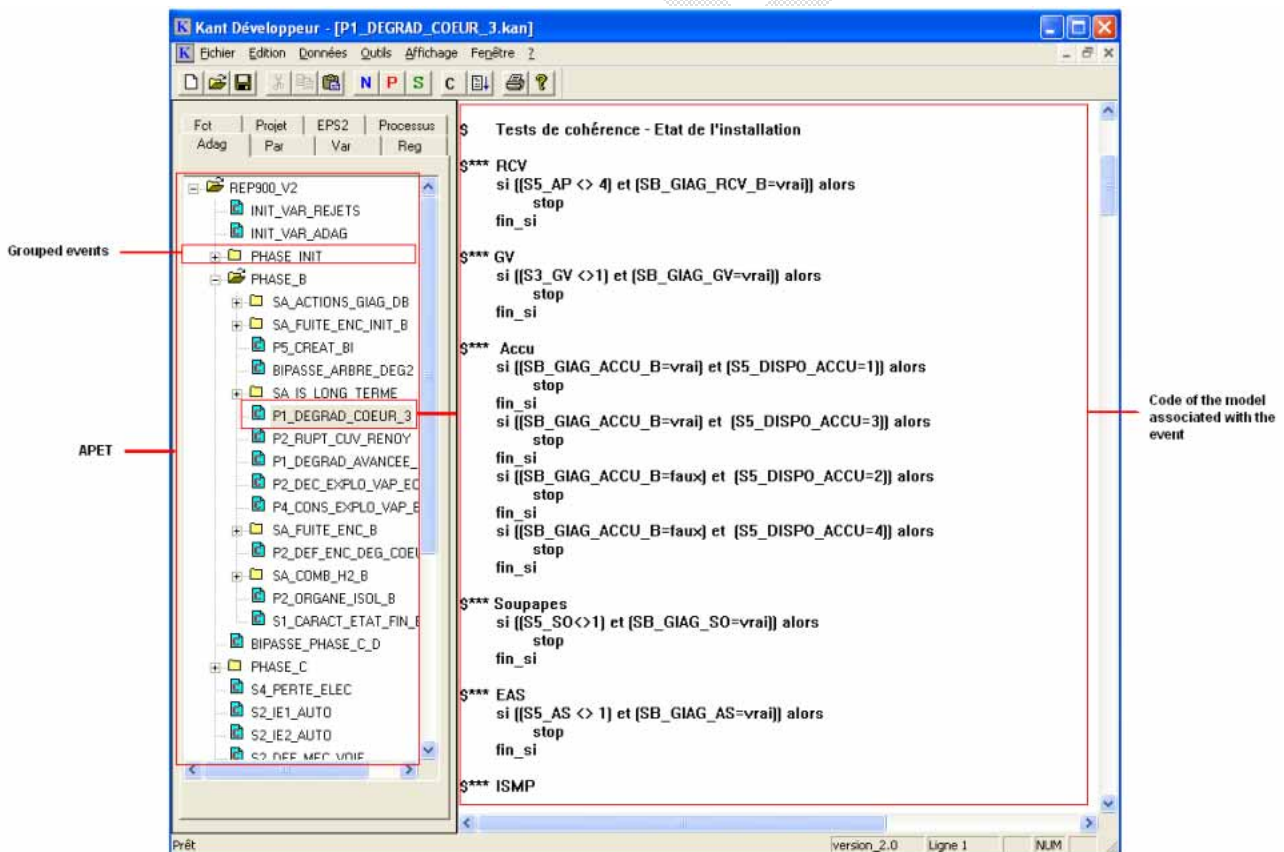 Kant Développeur - [P1_DEGRAD_COEUR_3.kan]
Fichier Edition Données Outils Affichage Fenêtre ?
N P S C
Fct Projet EPS2 Processus
Adag Par Var Reg
REP900_V2
INIT_VAR_REJETS
INIT_VAR_ADAG
PHASE_INIT
PHASE_B
SA_ACTIONS_GIAG_DB
SA_FUITE_ENC_INIT_B
P5_CREAT_BI
BIPASSE_ARBRE_DEG2
SA_IS_LONG_TERME
P1_DEGRAD_COEUR_3
P2_RUPT_CUV_RENOY
P1_DEGRAD_AVANCEE_
P2_DEC_EXPLO_VAP_EC
P4_CONS_EXPLO_VAP_E
SA_FUITE_ENC_B
P2_DEF_ENC_DEG_COEU
SA_COMB_H2_B
P2_ORGANE_ISOL_B
S1_CARACT_ETAT_FIN_B
BIPASSE_PHASE_C_D
PHASE_C
S4_PERTE_ELEC
S2_IE1_AUTO
S2_IE2_AUTO
S2_DEF_MEC_VOIE
Grouped events
APET
$ Tests de cohérence - Etat de l'installation
$*** RCV
si ((S5_AP <> 4) et (SB_GIAG_RCV_B=vrai)) alors
stop
fin_si
$*** GV
si ((S3_GV <>1) et (SB_GIAG_GV=vrai)) alors
stop
fin_si
$*** Accu
si ((SB_GIAG_ACCU_B=vrai) et (S5_DISPO_ACCU=1)) alors
stop
fin_si
si ((SB_GIAG_ACCU_B=vrai) et (S5_DISPO_ACCU=3)) alors
stop
fin_si
si ((SB_GIAG_ACCU_B=faux) et (S5_DISPO_ACCU=2)) alors
stop
fin_si
si ((SB_GIAG_ACCU_B=faux) et (S5_DISPO_ACCU=4)) alors
stop
fin_si
$*** Soupapes
si ((S5_SO<>1) et (SB_GIAG_SO=vrai)) alors
stop
fin_si
$*** EAS
si ((S5_AS <> 1) et (SB_GIAG_AS=vrai)) alors
stop
fin_si
$*** ISMP
Code of the model
associated with the
event
Prêt version_2.0 Ligne 1 NUM